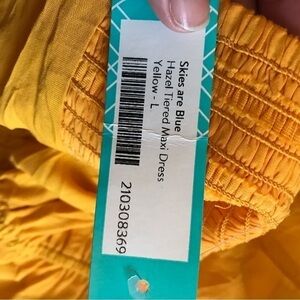 Skies are Blue
Hazel Tiered Maxi Dress
Yellow - L
210308369